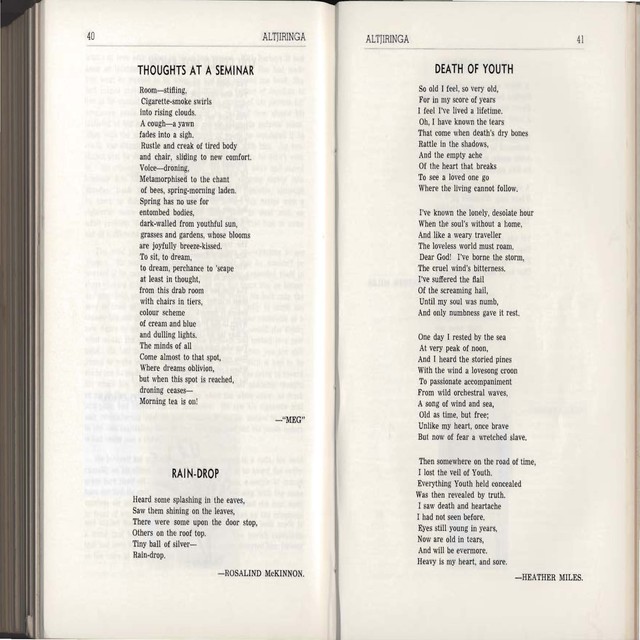 40
ALTJIRINGA
THOUGHTS AT A SEMINAR
Room—stifling,
Cigarette-smoke swirls
into rising clouds.
A cough—a yawn
fades into a sigh.
Rustle and creak of tired body
and chair, sliding to new comfort.
Voice—droning,
Metamorphised to the chant
of bees, spring-morning laden.
Spring has no use for
entombed bodies,
dark-walled from youthful sun,
grasses and gardens, whose blooms
are joyfully breeze-kissed.
To sit, to dream,
to dream, perchance to 'scape
at least in thought,
from this drab room
with chairs in tiers,
colour scheme
of cream and blue
and dulling lights.
The minds of all
Come almost to that spot,
Where dreams oblivion,
but when this spot is reached,
droning ceases—
Morning tea is on!
—"MEG"
RAIN-DROP
Heard some splashing in the eaves,
Saw them shining on the leaves,
There were some upon the door stop,
Others on the roof top.
Tiny ball of silver—
Rain-drop.
—ROSALIND McKINNON.
ALTJIRINGA
41
DEATH OF YOUTH
So old I feel, so very old,
For in my score of years
I feel I've lived a lifetime.
Oh, I have known the tears
That come when death's dry bones
Rattle in the shadows,
And the empty ache
Of the heart that breaks
To see a loved one go
Where the living cannot follow.
I've known the lonely, desolate hour
When the soul's without a home,
And like a weary traveller
The loveless world must roam,
Dear God! I've borne the storm,
The cruel wind's bitterness,
I've suffered the flail
Of the screaming hail,
Until my soul was numb,
And only numbness gave it rest.
One day I rested by the sea
At very peak of noon,
And I heard the storied pines
With the wind a lovesong croon
To passionate accompaniment
From wild orchestral waves,
A song of wind and sea,
Old as time, but free;
Unlike my heart, once brave
But now of fear a wretched slave.
Then somewhere on the road of time,
I lost the veil of Youth.
Everything Youth held concealed
Was then revealed by truth.
I saw death and heartache
I had not seen before.
Eyes still young in years,
Now are old in tears,
And will be evermore.
Heavy is my heart, and sore.
—HEATHER MILES.